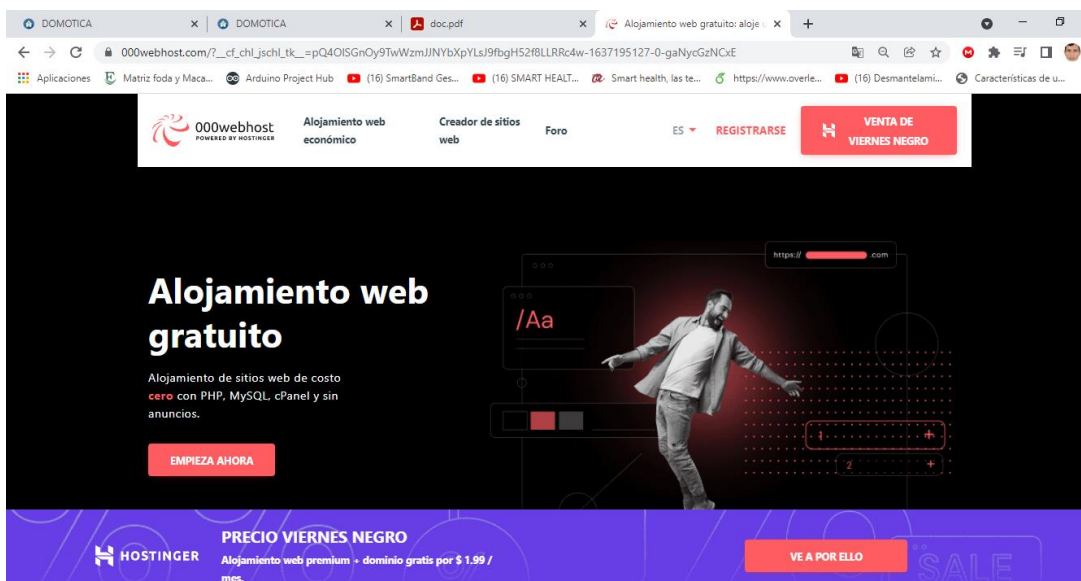 DOMOTICA
DOMOTICA
doc.pdf
Alojamiento web gratuito: aloje
000webhost.com/?_cf_chl_jschl_tk__=pQ4OISGnOy9TwWzmJJNYbXpYLsJ9fbgH52f8LLRRc4w-1637195127-0-gaNycGzNCxE
Aplicaciones
Matriz foda y Maca...
Arduino Project Hub
(16) SmartBand Ges...
(16) SMART HEALT...
Smart health, las te...
https://www.overle...
(16) Desmantelami...
Características de u...
000webhost
POWERED BY HOSTINGER
Alojamiento web
económico
Creador de sitios
web
Foro
ES
REGISTRARSE
VENTA DE
VIERNES NEGRO
https://
.com
/Aa
Alojamiento web
gratuito
Alojamiento de sitios web de costo
cero con PHP, MySQL, cPanel y sin
anuncios.
EMPIEZA AHORA
1
2
HOSTINGER
PRECIO VIERNES NEGRO
Alojamiento web premium + dominio gratis por $ 1.99 /
mes.
VE A POR ELLO
SALE